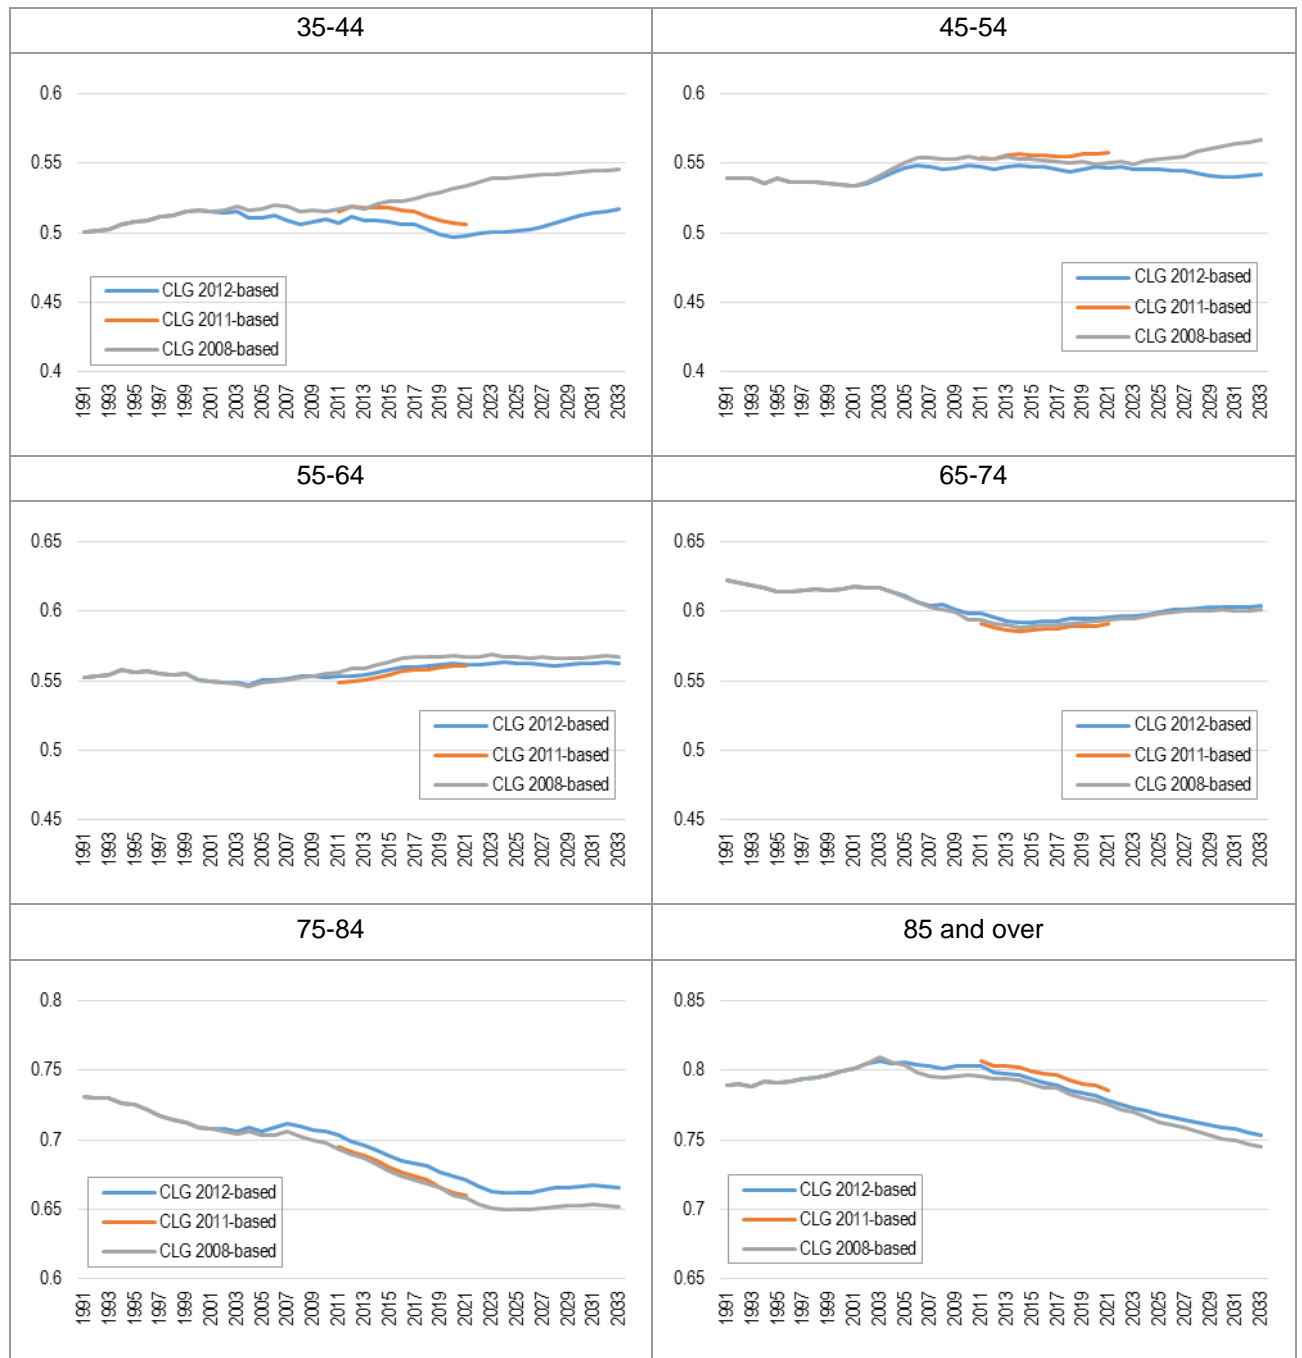 35-44
45-54
0.6
0.55
0.5
0.45
0.4
CLG 2012-based
CLG 2011-based
CLG 2008-based
1991 1993 1995 1997 1999 2001 2003 2005 2007 2009 2011 2013 2015 2017 2019 2021 2023 2025 2027 2029 2031 2033
0.6
0.55
0.5
0.45
0.4
CLG 2012-based
CLG 2011-based
CLG 2008-based
1991 1993 1995 1997 1999 2001 2003 2005 2007 2009 2011 2013 2015 2017 2019 2021 2023 2025 2027 2029 2031 2033
55-64
65-74
0.65
0.6
0.55
0.5
0.45
CLG 2012-based
CLG 2011-based
CLG 2008-based
1991 1993 1995 1997 1999 2001 2003 2005 2007 2009 2011 2013 2015 2017 2019 2021 2023 2025 2027 2029 2031 2033
0.65
0.6
0.55
0.5
0.45
CLG 2012-based
CLG 2011-based
CLG 2008-based
1991 1993 1995 1997 1999 2001 2003 2005 2007 2009 2011 2013 2015 2017 2019 2021 2023 2025 2027 2029 2031 2033
75-84
85 and over
0.8
0.75
0.7
0.65
0.6
CLG 2012-based
CLG 2011-based
CLG 2008-based
1991 1993 1995 1997 1999 2001 2003 2005 2007 2009 2011 2013 2015 2017 2019 2021 2023 2025 2027 2029 2031 2033
0.85
0.8
0.75
0.7
0.65
CLG 2012-based
CLG 2011-based
CLG 2008-based
1991 1993 1995 1997 1999 2001 2003 2005 2007 2009 2011 2013 2015 2017 2019 2021 2023 2025 2027 2029 2031 2033